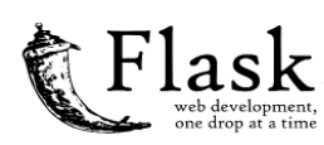 Flask
web development,
one drop at a time